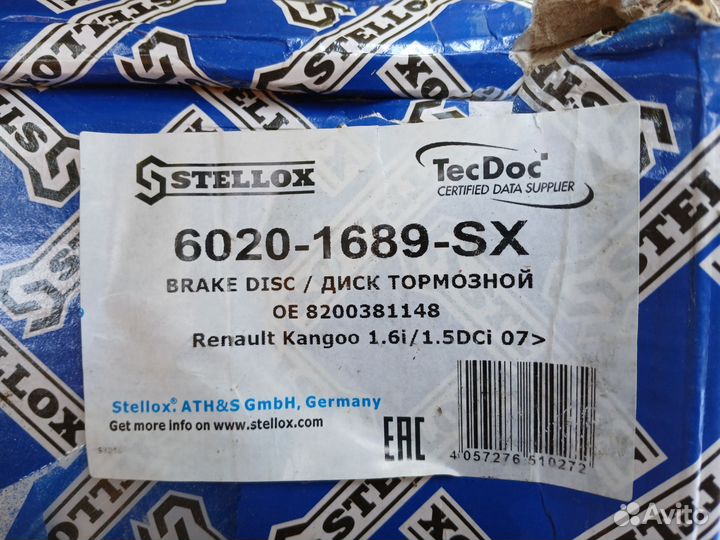 STELLOX
TecDoc
CERTIFIED DATA SUPPLIER
6020-1689-SX
BRAKE DISC / ДИСК ТОРМОЗНОЙ
OE 8200381148
Renault Kangoo 1.6i/1.5DCi 07>
Stellox® ATH&S GmbH, Germany
Get more info on www.stellox.com
EAC
4 057276 510272
Avito